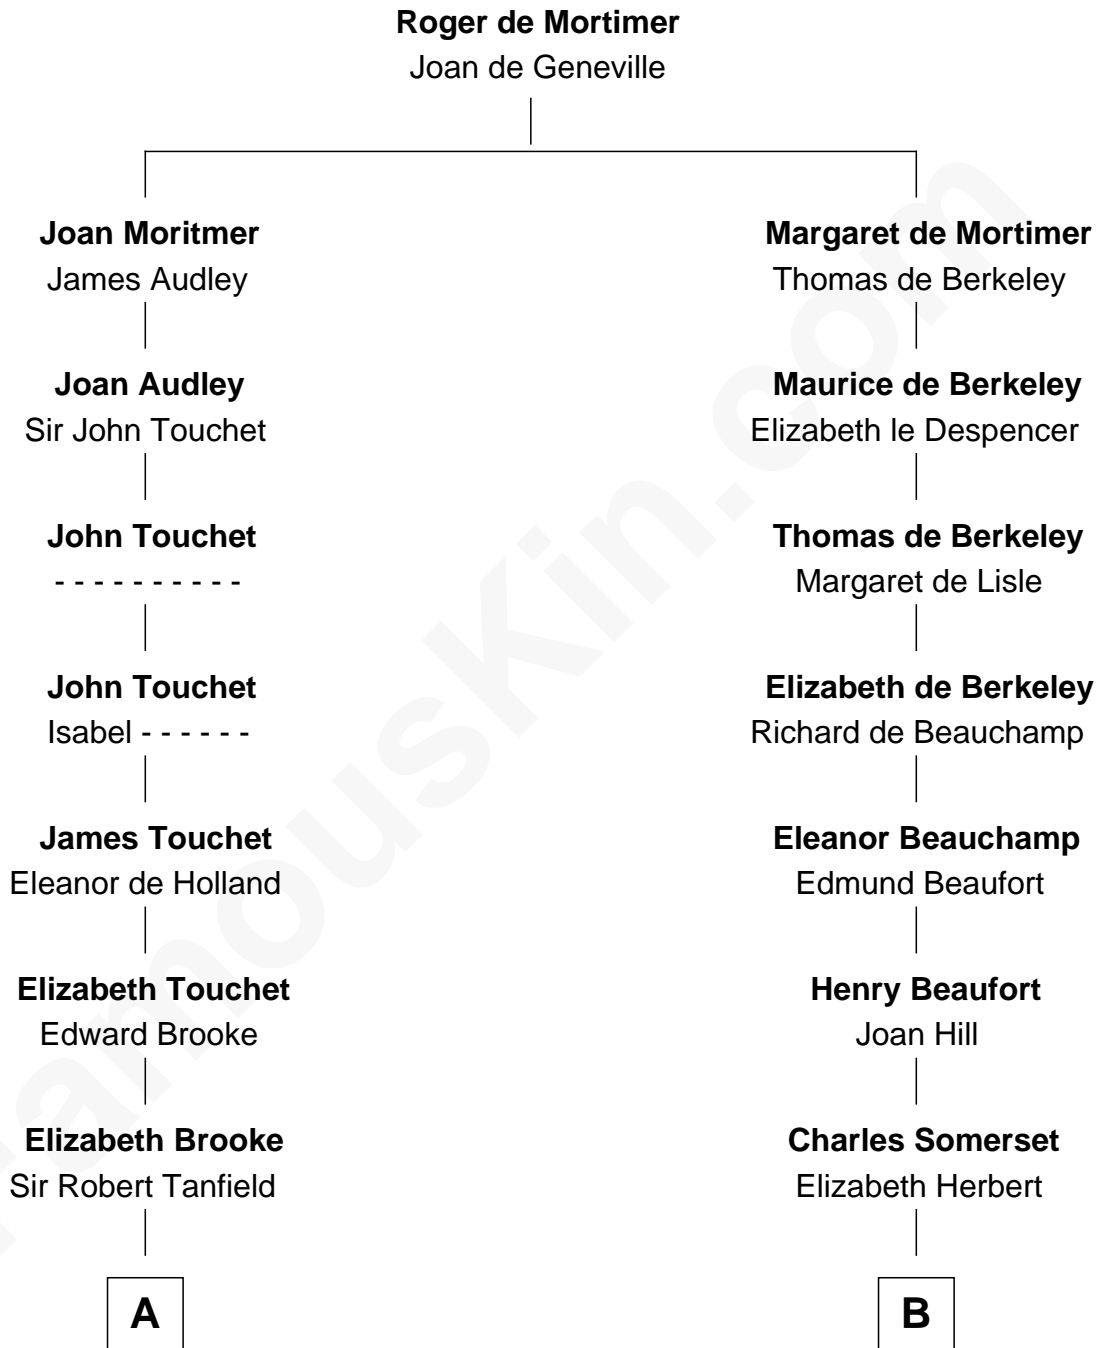 Roger de Mortimer
Joan de Geneville
Joan Moritmer
James Audley
Margaret de Mortimer
Thomas de Berkeley
Joan Audley
Sir John Touchet
Maurice de Berkeley
Elizabeth le Despencer
John Touchet
- - - - - - - - - -
Thomas de Berkeley
Margaret de Lisle
John Touchet
Isabel - - - - - -
Elizabeth de Berkeley
Richard de Beauchamp
James Touchet
Eleanor de Holland
Eleanor Beauchamp
Edmund Beaufort
Elizabeth Touchet
Edward Brooke
Henry Beaufort
Joan Hill
Elizabeth Brooke
Sir Robert Tanfield
Charles Somerset
Elizabeth Herbert
A
B
FamousKin.com